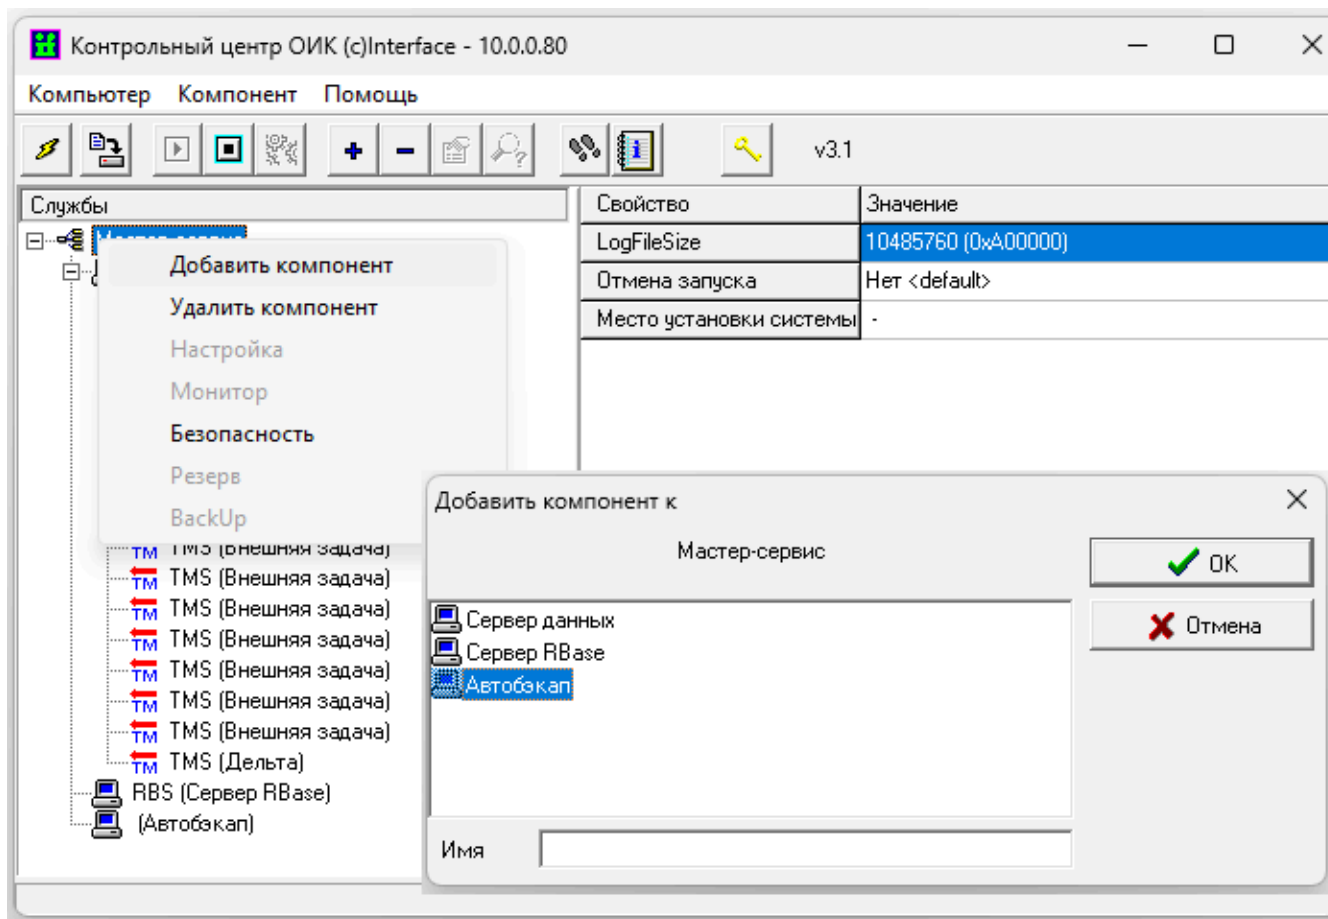 Контрольный центр ОИК (с)Interface - 10.0.0.80
Компьютер Компонент Помощь
v3.1
Службы
Свойство Значение
LogFileSize 10485760 (0xA00000)
Отмена запуска Нет <default>
Место установки системы -
Добавить компонент
Удалить компонент
Настройка
Монитор
Безопасность
Резерв
BackUp
TMS (Внешняя задача)
TMS (Внешняя задача)
TMS (Внешняя задача)
TMS (Внешняя задача)
TMS (Внешняя задача)
TMS (Внешняя задача)
TMS (Внешняя задача)
TMS (Дельта)
RBS (Сервер RBase)
(Автобэкап)
Добавить компонент к
Мастер-сервис
OK
Отмена
Сервер данных
Сервер RBase
Автобэкап
Имя